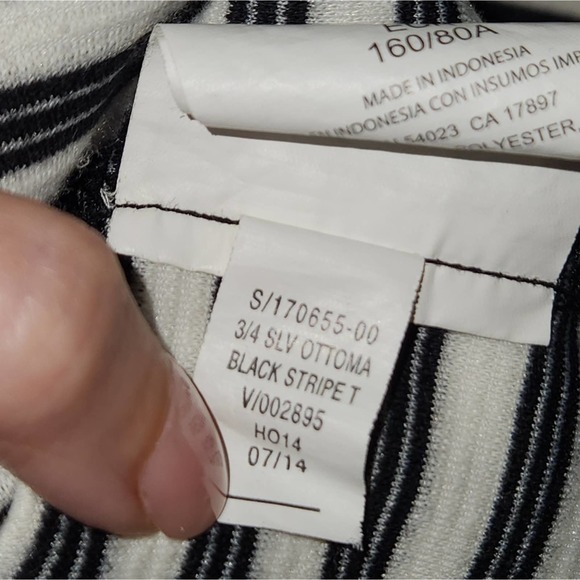 160/80A
MADE IN INDONESIA
INDONESIA CON INSUMOS
54023 CA 17897
S/170655-00
3/4 SLV OTTOMA
BLACK STRIPE T
V/002895
HO14
07/14